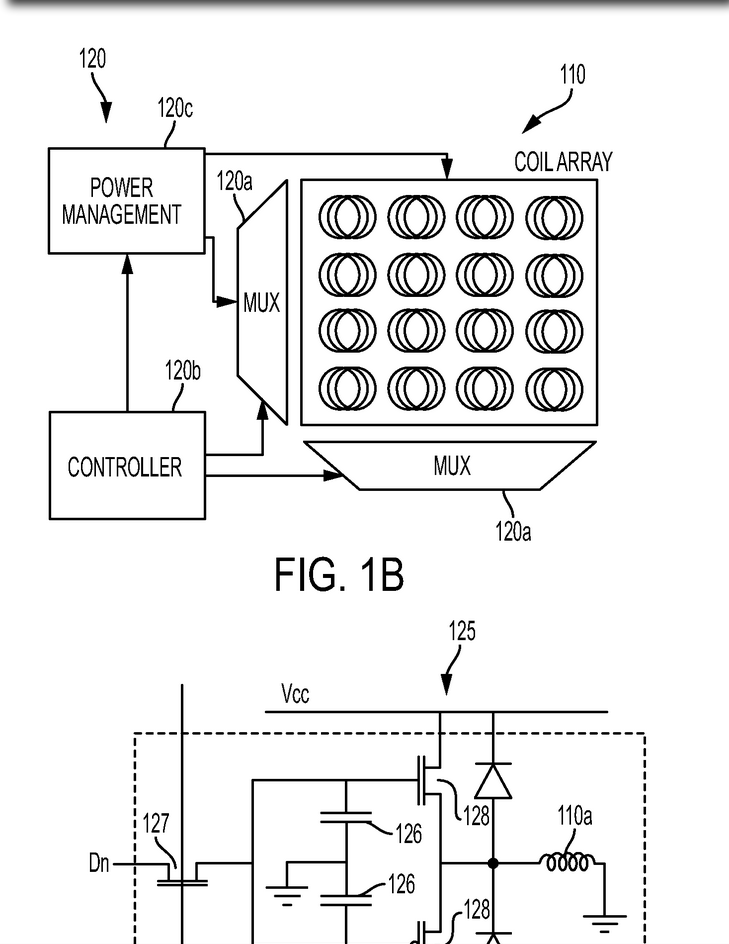 120
110
120c
COIL ARRAY
POWER
MANAGEMENT
120a
MUX
120b
CONTROLLER
MUX
120a
FIG. 1B
125
Vcc
128
110a
127
126
Dn
126
128